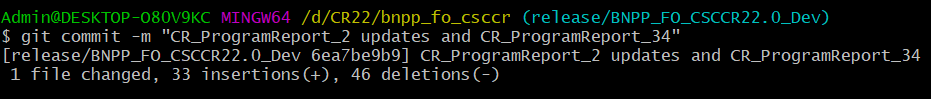 Admin@DESKTOP-O80V9KC MINGW64 /d/CR22/bnpp_fo_csccr (release/BNPP_FO_CSCCR22.0_Dev)
$ git commit -m "CR_ProgramReport_2 updates and CR_ProgramReport_34"
[release/BNPP_FO_CSCCR22.0_Dev 6ea7be9b9] CR_ProgramReport_2 updates and CR_ProgramReport_34
 1 file changed, 33 insertions(+), 46 deletions(-)